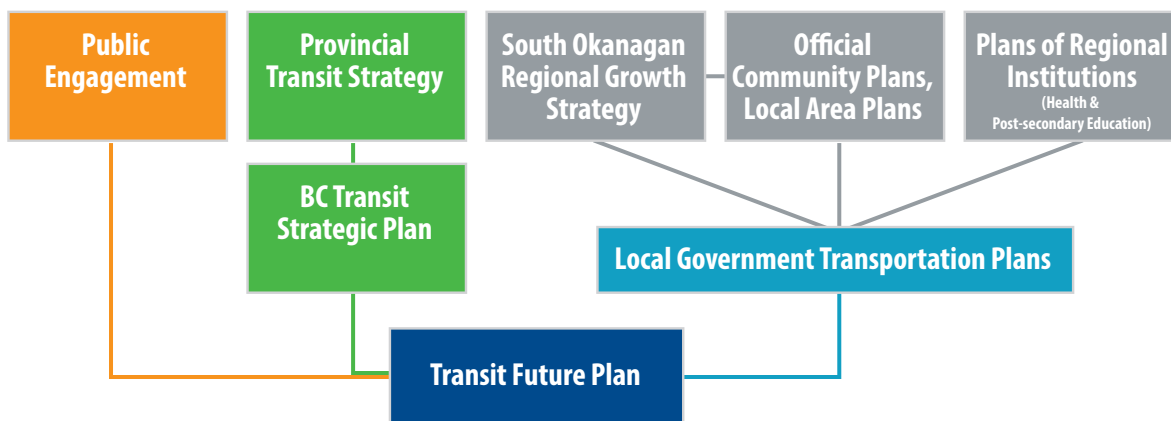 Public
Engagement
Provincial
Transit Strategy
South Okanagan
Regional Growth
Strategy
Official
Community Plans,
Local Area Plans
Plans of Regional
Institutions
(Health &
Post-secondary Education)
BC Transit
Strategic Plan
Local Government Transportation Plans
Transit Future Plan